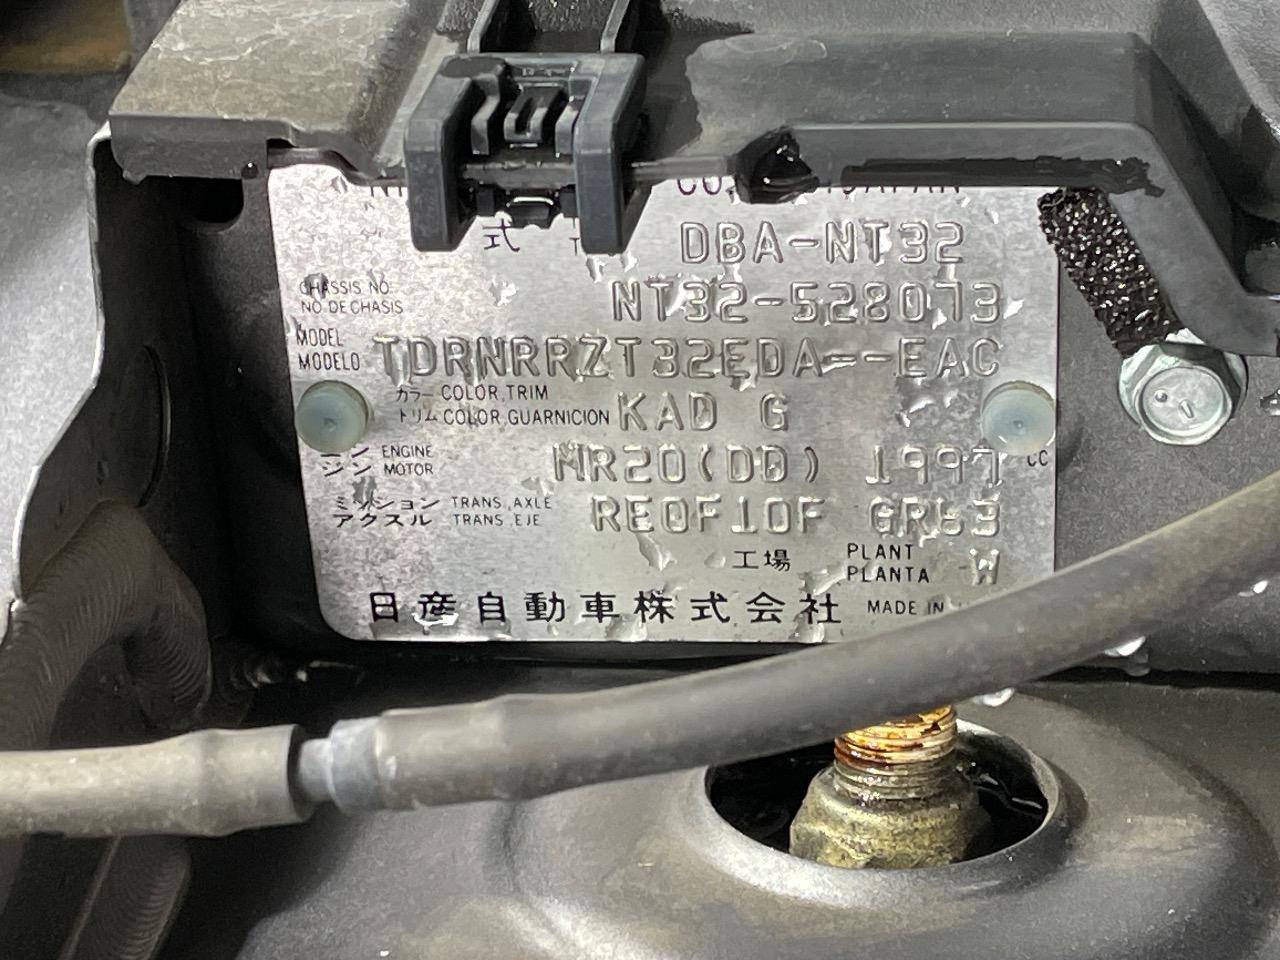 式 DBA-NT32
CHASSIS NO. NT32-528073
NO. DE CHASIS
MODEL TDRNRRZT32EDA--EAC
MODELO
カラー COLOR, TRIM KAD G
トリム COLOR, GUARNICION
ENGINE MR20(DD) 1997 CC
ジン MOTOR
ミッション TRANS. AXLE RE0F10F GR63
アクスル TRANS. EJE
工場 PLANT W
PLANTA
日産自動車株式会社 MADE IN